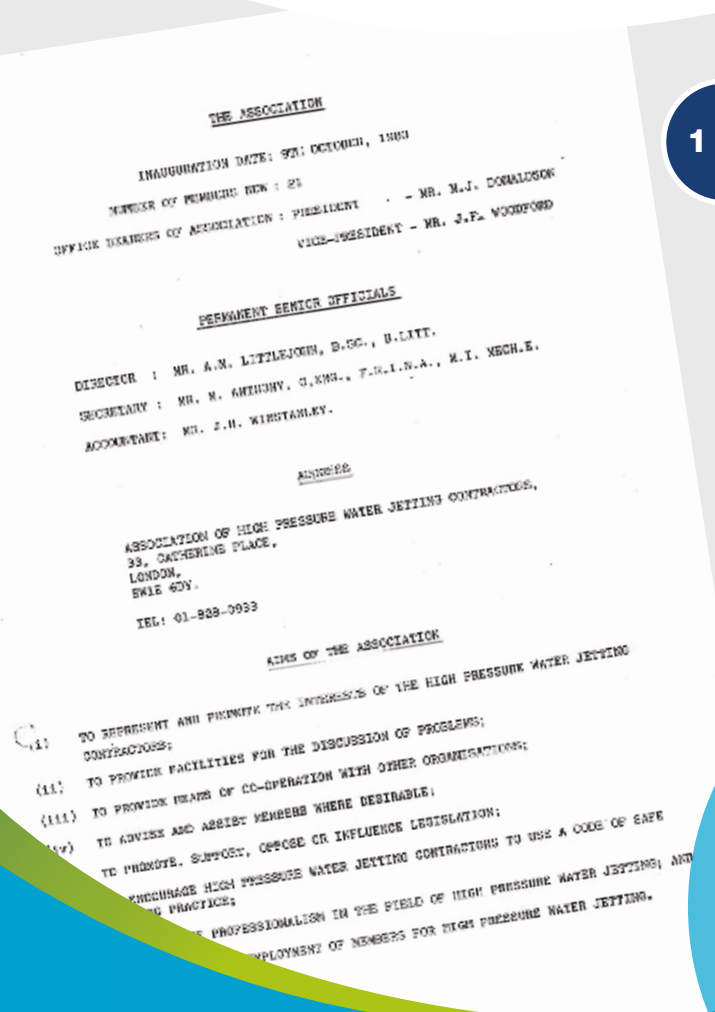 THE ASSOCIATION
INAUGURATION DATE: 9TH OCTOBER, 1980
NUMBER OF MEMBERS NOW : 21
OFFICE BEARERS OF ASSOCIATION : PRESIDENT - MR. N.J. DONALDSON
VICE-PRESIDENT - MR. J.F. WOODFORD
PERMANENT SENIOR OFFICIALS
DIRECTOR : MR. A.N. LITTLEJOHN, B.SC., B.LITT.
SECRETARY : MR. N. ANTHONY, C.ENG., F.R.I.N.A., M.I. MECH.E.
ACCOUNTANT: MR. J.H. WINSTANLEY.
ADDRESS
ASSOCIATION OF HIGH PRESSURE WATER JETTING CONTRACTORS,
33, CATHERINE PLACE,
LONDON,
SW1E 6DY.
TEL: 01-828-0933
AIMS OF THE ASSOCIATION
(i) TO REPRESENT AND PROMOTE THE INTERESTS OF THE HIGH PRESSURE WATER JETTING
CONTRACTORS;
(ii) TO PROVIDE FACILITIES FOR THE DISCUSSION OF PROBLEMS;
(iii) TO PROVIDE MEANS OF CO-OPERATION WITH OTHER ORGANISATIONS;
(iv) TO ADVISE AND ASSIST MEMBERS WHERE DESIRABLE;
TO PROMOTE, SUPPORT, OPPOSE OR INFLUENCE LEGISLATION;
ENCOURAGE HIGH PRESSURE WATER JETTING CONTRACTORS TO USE A CODE OF SAFE
PRACTICE;
PROFESSIONALISM IN THE FIELD OF HIGH PRESSURE WATER JETTING; AND
EMPLOYMENT OF MEMBERS FOR HIGH PRESSURE WATER JETTING.
1